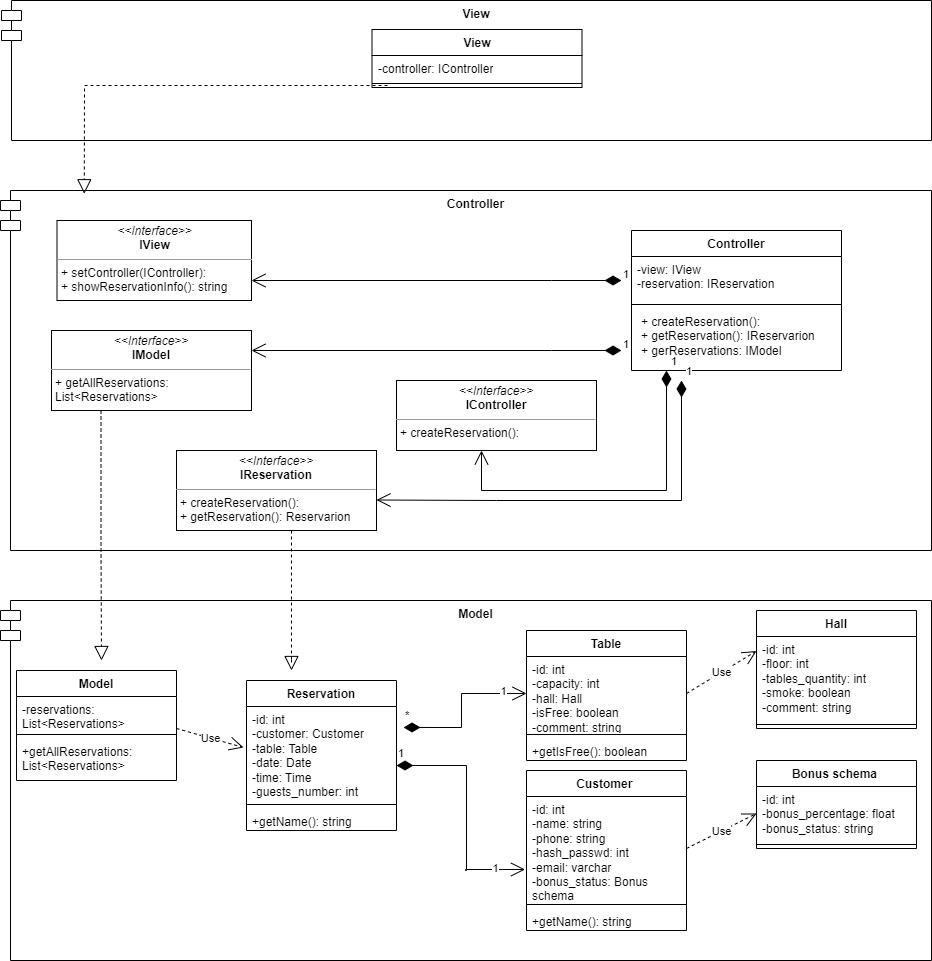 View
View
-controller: IController
Controller
<<Interface>>
IView
+ setController(IController):
+ showReservationInfo(): string
1
Controller
-view: IView
-reservation: IReservation
+ createReservation():
+ getReservation(): IReservarion
+ gerReservations: IModel
<<Interface>>
IModel
+ getAllReservations:
List<Reservations>
1
1
1
<<Interface>>
IController
+ createReservation():
<<Interface>>
IReservation
+ createReservation():
+ getReservation(): Reservarion
Model
Model
-reservations:
List<Reservations>
+getAllReservations:
List<Reservations>
Use
Reservation
-id: int
-customer: Customer
-table: Table
-date: Date
-time: Time
-guests_number: int
+getName(): string
*
1
1
1
Table
-id: int
-capacity: int
-hall: Hall
-isFree: boolean
-comment: string
+getIsFree(): boolean
Use
Hall
-id: int
-floor: int
-tables_quantity: int
-smoke: boolean
-comment: string
Customer
-id: int
-name: string
-phone: string
-hash_passwd: int
-email: varchar
-bonus_status: Bonus
schema
+getName(): string
Use
Bonus schema
-id: int
-bonus_percentage: float
-bonus_status: string